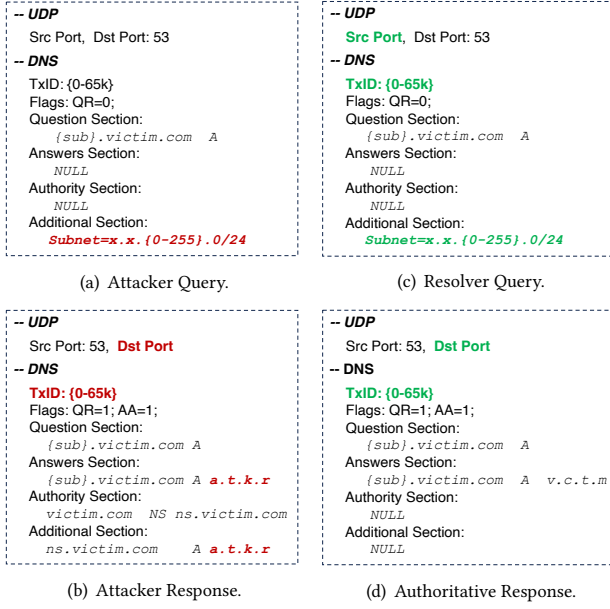 -- UDP
Src Port, Dst Port: 53
-- DNS
TxID: {0-65k}
Flags: QR=0;
Question Section:
{sub}.victim.com A
Answers Section:
NULL
Authority Section:
NULL
Additional Section:
Subnet=x.x.{0-255}.0/24
(a) Attacker Query.
-- UDP
Src Port, Dst Port: 53
-- DNS
TxID: {0-65k}
Flags: QR=0;
Question Section:
{sub}.victim.com A
Answers Section:
NULL
Authority Section:
NULL
Additional Section:
Subnet=x.x.{0-255}.0/24
(c) Resolver Query.
-- UDP
Src Port: 53, Dst Port
-- DNS
TxID: {0-65k}
Flags: QR=1; AA=1;
Question Section:
{sub}.victim.com A
Answers Section:
{sub}.victim.com A a.t.k.r
Authority Section:
victim.com NS ns.victim.com
Additional Section:
ns.victim.com A a.t.k.r
(b) Attacker Response.
-- UDP
Src Port: 53, Dst Port
-- DNS
TxID: {0-65k}
Flags: QR=1; AA=1;
Question Section:
{sub}.victim.com A
Answers Section:
{sub}.victim.com A v.c.t.m
Authority Section:
NULL
Additional Section:
NULL
(d) Authoritative Response.